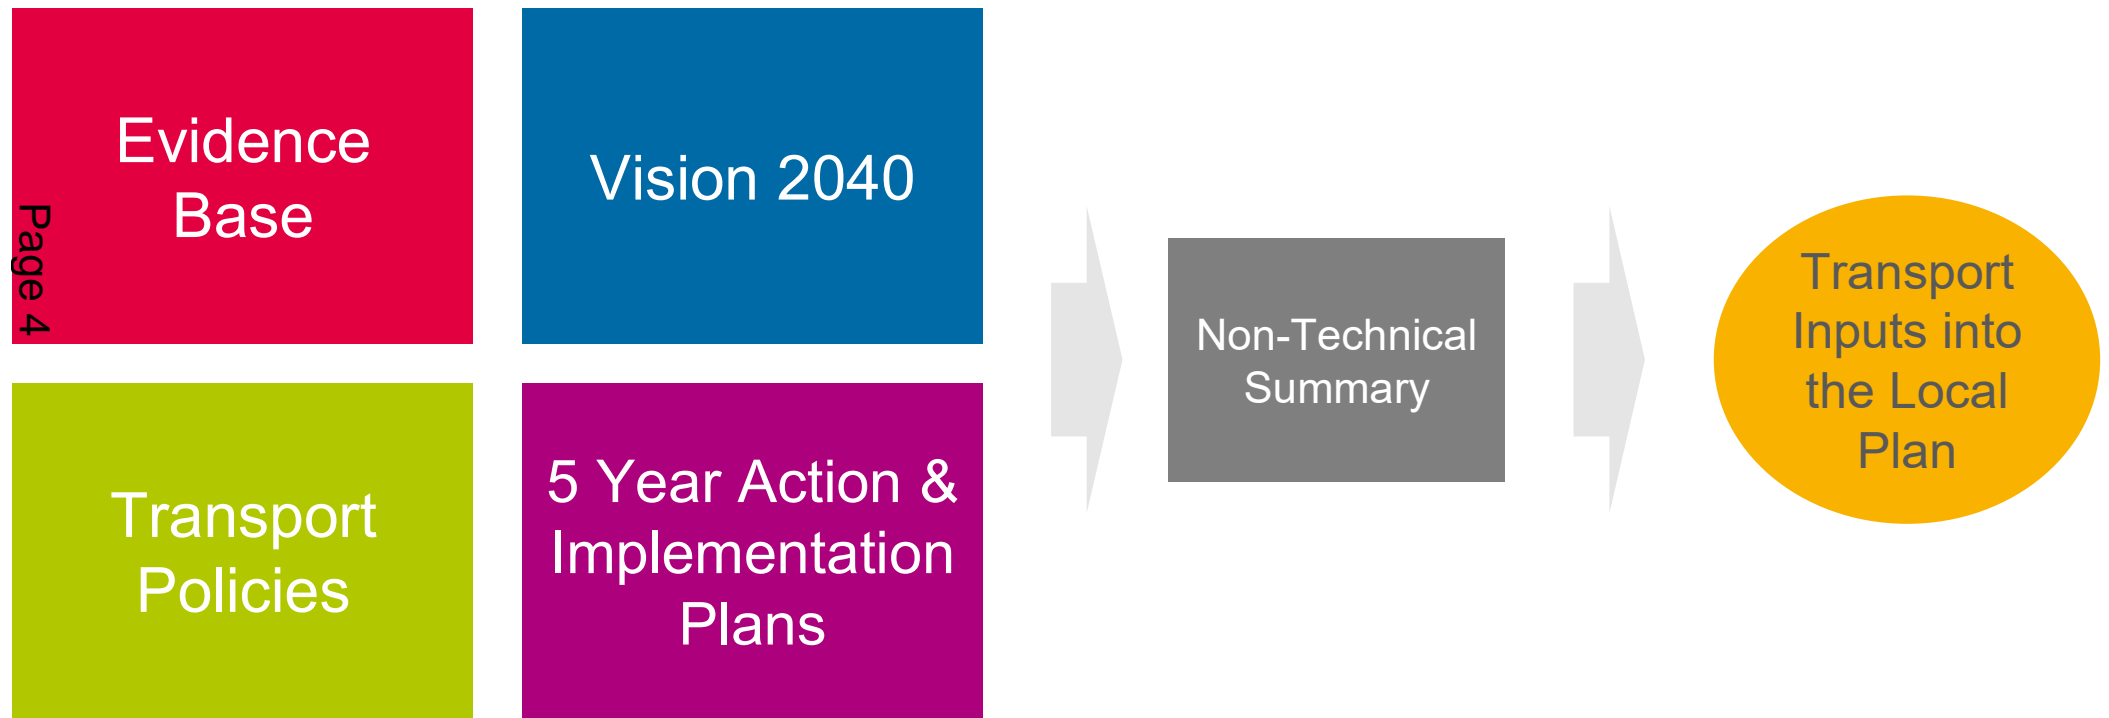 Evidence
Base
Page 4
Vision 2040
Transport
Policies
5 Year Action &
Implementation
Plans
Non-Technical
Summary
Transport
Inputs into
the Local
Plan